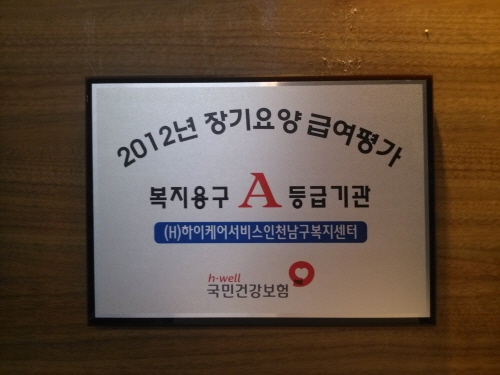 2012년 장기요양 급여평가
복지용구 A 등급기관
(H)하이케어서비스인천남구복지센터
h·well
국민건강보험